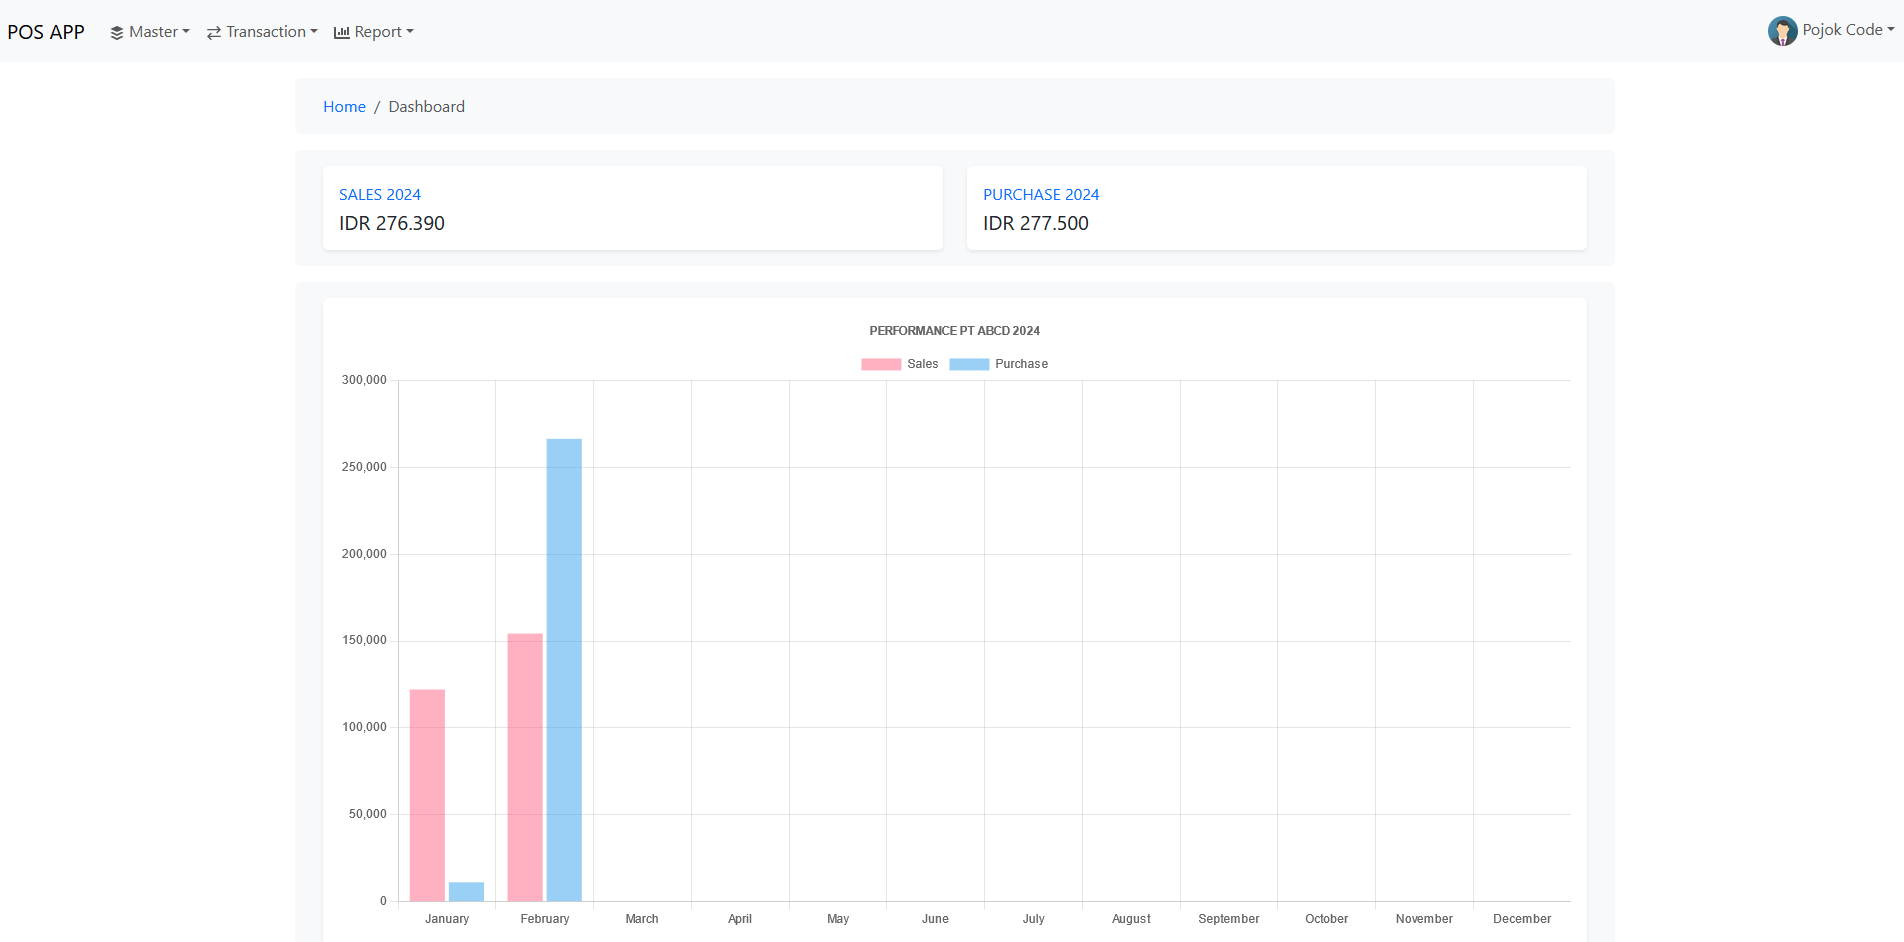 POS APP Master Transaction Report Pojok Code
Home / Dashboard
SALES 2024
IDR 276.390
PURCHASE 2024
IDR 277.500
PERFORMANCE PT ABCD 2024
Sales Purchase
300,000
250,000
200,000
150,000
100,000
50,000
0
January February March April May June July August September October November December